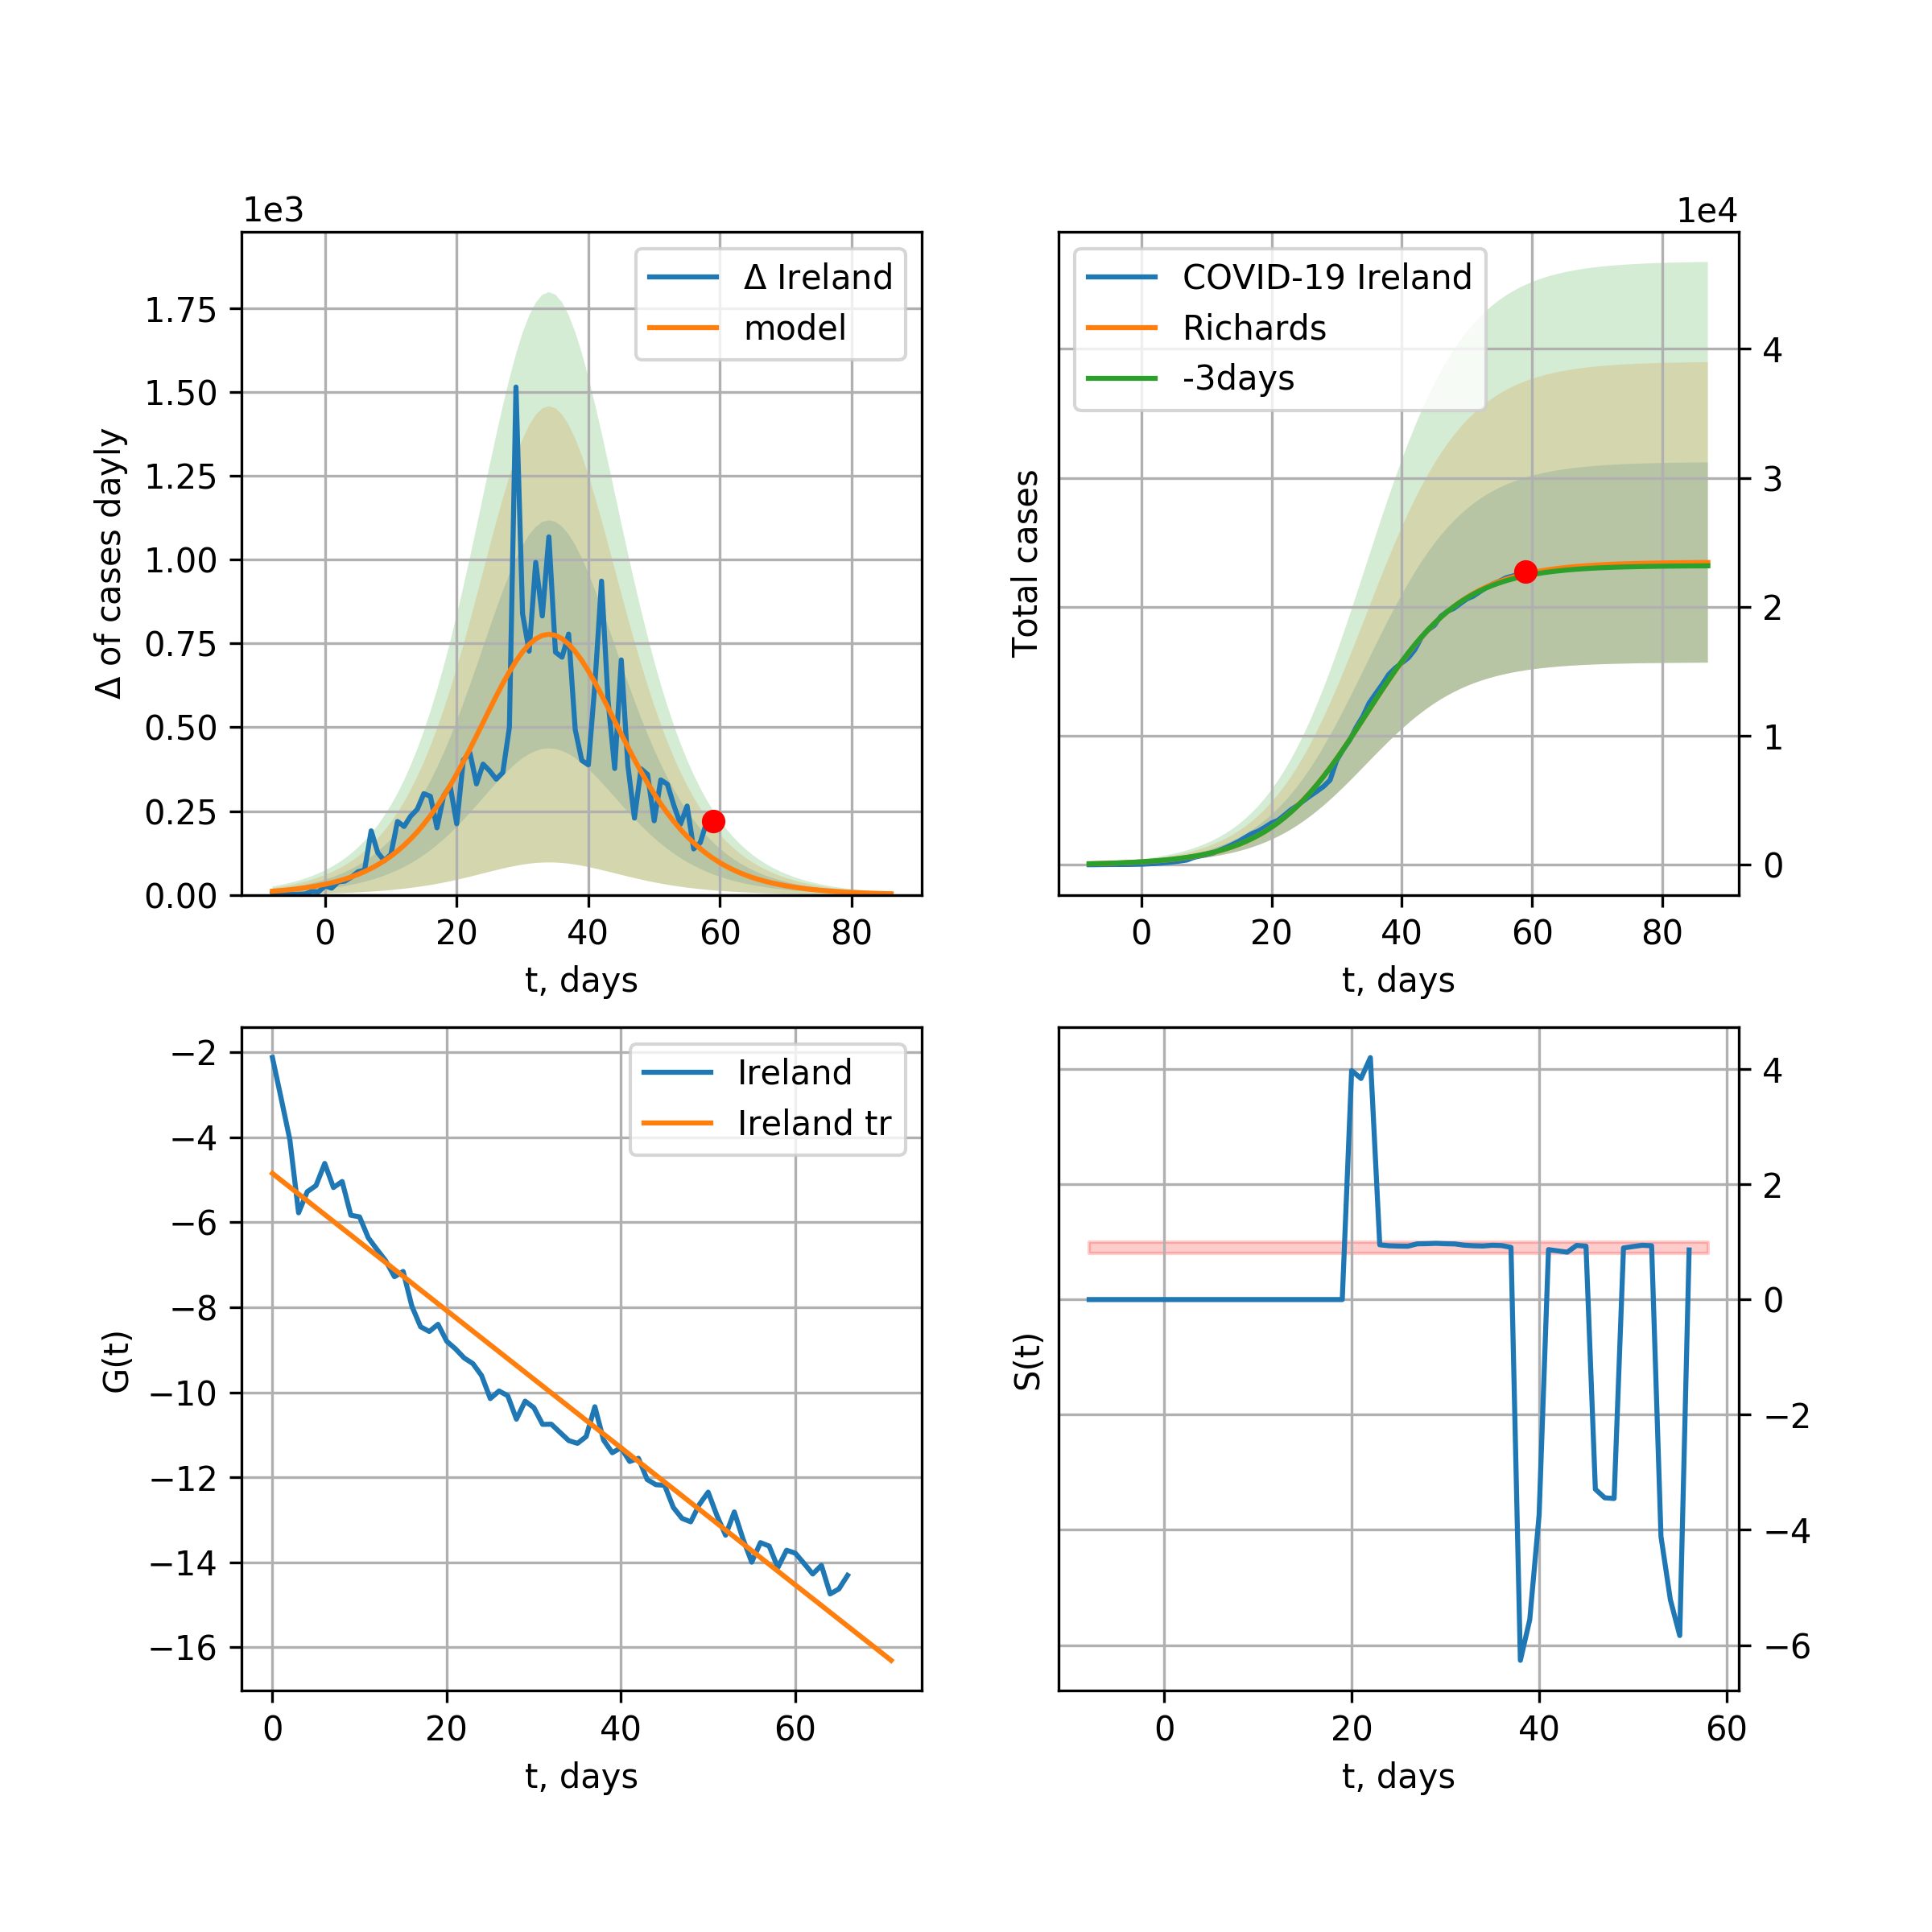 1e3
Δ of cases dayly
1.75
1.50
1.25
1.00
0.75
0.50
0.25
0.00
Δ Ireland
model
0 20 40 60 80
t, days
1e4
Total cases
COVID-19 Ireland
Richards
-3days
4
3
2
1
0
0 20 40 60 80
t, days
G(t)
−2
−4
−6
−8
−10
−12
−14
−16
Ireland
Ireland tr
0 20 40 60
t, days
S(t)
4
2
0
−2
−4
−6
0 20 40 60
t, days